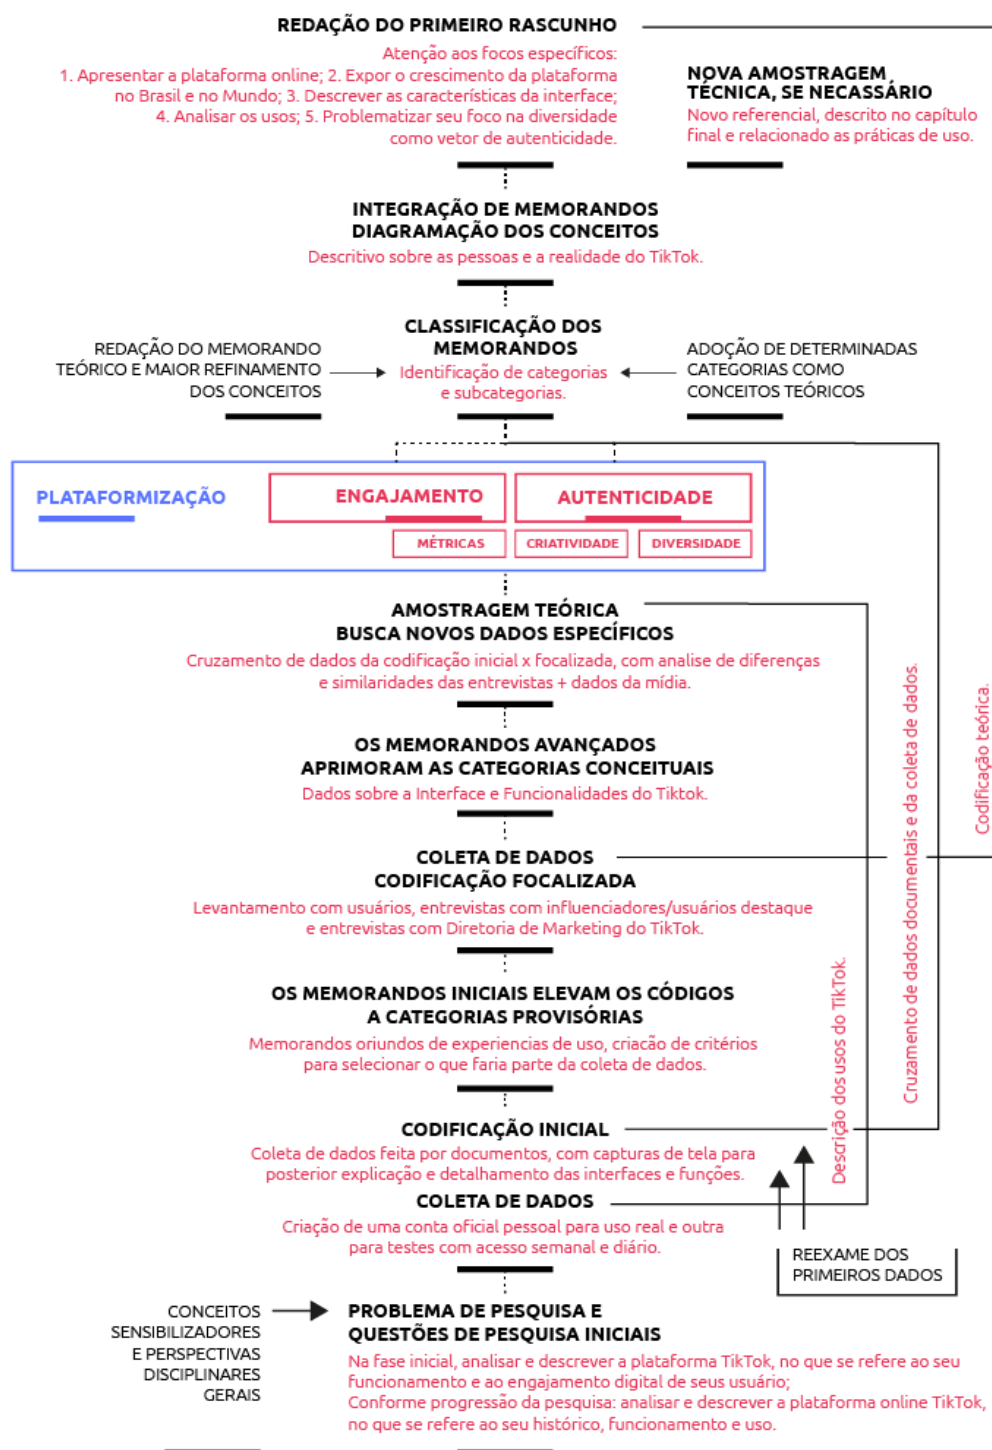 REDAÇÃO DO PRIMEIRO RASCUNHO
Atenção aos focos específicos:
1. Apresentar a plataforma online; 2. Expor o crescimento da plataforma
no Brasil e no Mundo; 3. Descrever as características da interface;
4. Analisar os usos; 5. Problematizar seu foco na diversidade
como vetor de autenticidade.
NOVA AMOSTRAGEM
TÉCNICA, SE NECASSÁRIO
Novo referencial, descrito no capítulo
final e relacionado as práticas de uso.
INTEGRAÇÃO DE MEMORANDOS
DIAGRAMAÇÃO DOS CONCEITOS
Descritivo sobre as pessoas e a realidade do TikTok.
REDAÇÃO DO MEMORANDO
TEÓRICO E MAIOR REFINAMENTO
DOS CONCEITOS
CLASSIFICAÇÃO DOS
MEMORANDOS
Identificação de categorias
e subcategorias.
ADOÇÃO DE DETERMINADAS
CATEGORIAS COMO
CONCEITOS TEÓRICOS
PLATAFORMIZAÇÃO
ENGAJAMENTO
AUTENTICIDADE
MÉTRICAS
CRIATIVIDADE
DIVERSIDADE
AMOSTRAGEM TEÓRICA
BUSCA NOVOS DADOS ESPECÍFICOS
Cruzamento de dados da codificação inicial x focalizada, com analise de diferenças
e similaridades das entrevistas + dados da mídia.
OS MEMORANDOS AVANÇADOS
APRIMORAM AS CATEGORIAS CONCEITUAIS
Dados sobre a Interface e Funcionalidades do Tiktok.
COLETA DE DADOS
CODIFICAÇÃO FOCALIZADA
Levantamento com usuários, entrevistas com influenciadores/usuários destaque
e entrevistas com Diretoria de Marketing do TikTok.
OS MEMORANDOS INICIAIS ELEVAM OS CÓDIGOS
A CATEGORIAS PROVISÓRIAS
Memorandos oriundos de experiencias de uso, criacão de critérios
para selecionar o que faria parte da coleta de dados.
CODIFICAÇÃO INICIAL
Coleta de dados feita por documentos, com capturas de tela para
posterior explicação e detalhamento das interfaces e funções.
COLETA DE DADOS
Criação de uma conta oficial pessoal para uso real e outra
para testes com acesso semanal e diário.
Descrição dos usos do TikTok.
Cruzamento de dados documentais e da coleta de dados.
Codificação teórica.
REEXAME DOS
PRIMEIROS DADOS
CONCEITOS
SENSIBILIZADORES
E PERSPECTIVAS
DISCIPLINARES
GERAIS
PROBLEMA DE PESQUISA E
QUESTÕES DE PESQUISA INICIAIS
Na fase inicial, analisar e descrever a plataforma TikTok, no que se refere ao seu
funcionamento e ao engajamento digital de seus usuário;
Conforme progressão da pesquisa: analisar e descrever a plataforma online TikTok,
no que se refere ao seu histórico, funcionamento e uso.